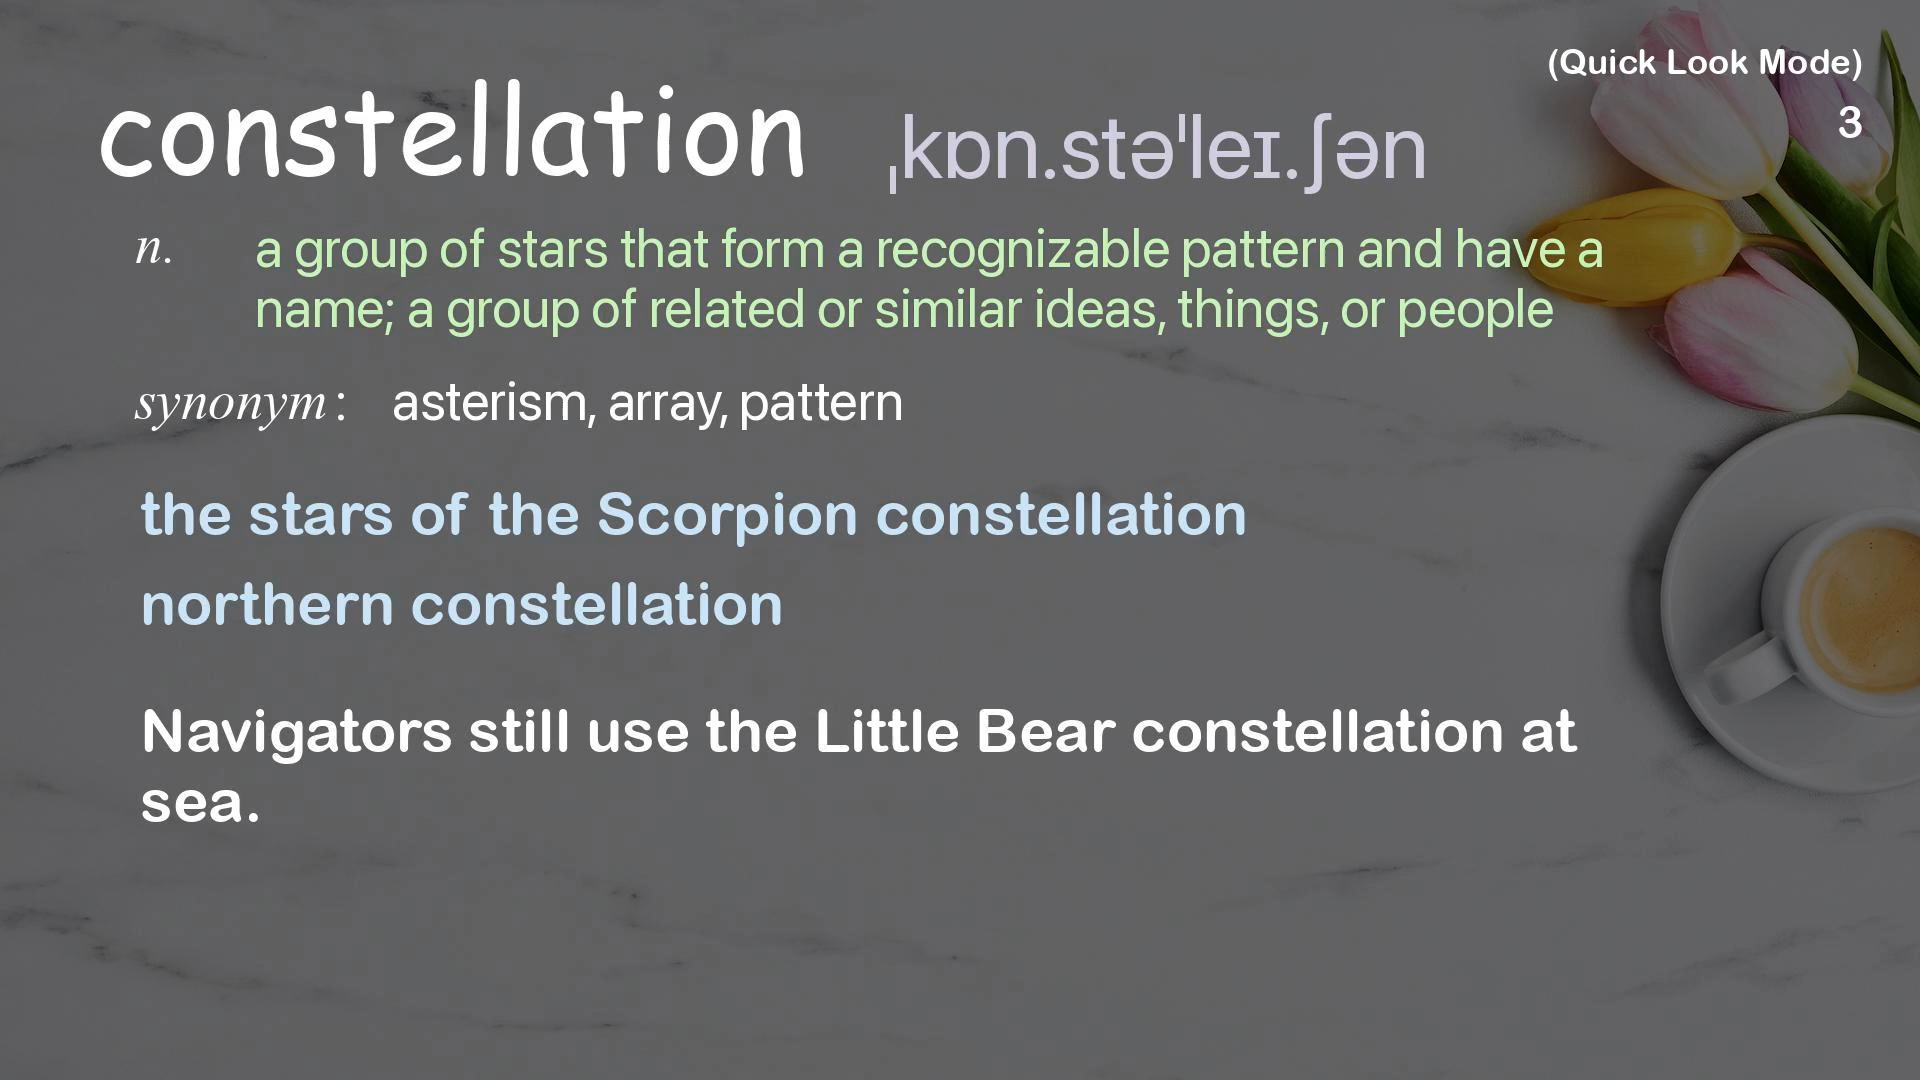 (Quick Look Mode)
3
constellation ˌkɒn.stəˈleɪ.ʃən
n. a group of stars that form a recognizable pattern and have a
name; a group of related or similar ideas, things, or people
synonym : asterism, array, pattern
the stars of the Scorpion constellation
northern constellation
Navigators still use the Little Bear constellation at
sea.